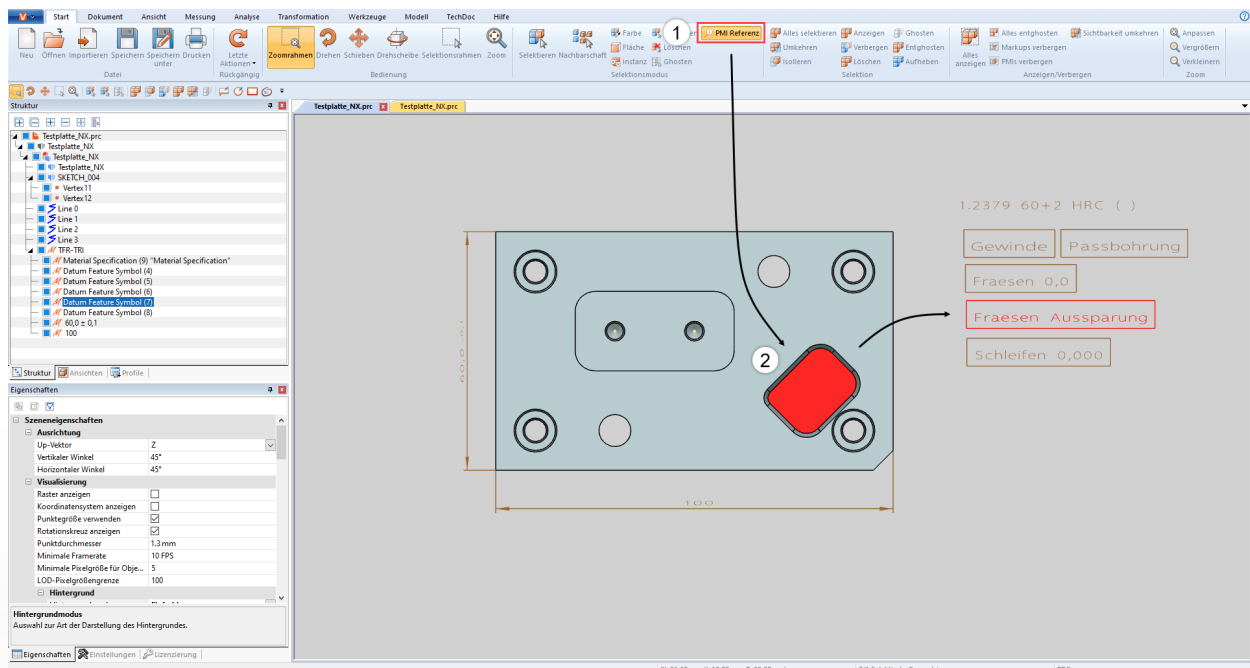 V
Start Dokument Ansicht Messung Analyse Transformation Werkzeuge Modell TechDoc Hilfe
Neu Öffnen Importieren Speichern Speichern unter Drucken
Datei
Letzte Aktionen
Rückgängig
Zoomrahmen Drehen Schieben Drehscheibe Selektionsrahmen Zoom
Bedienung
Selektieren Nachbarschaft
Farbe
Fläche Löschen
Instanz Ghosten
1
PMI Referenz
Selektionsmodus
Alles selektieren Anzeigen Ghosten
Umkehren Verbergen Entghosten
Isolieren Löschen Aufheben
Selektion
Alles anzeigen
Alles entghosten Sichtbarkeit umkehren
Markups verbergen
PMIs verbergen
Anzeigen/Verbergen
Anpassen
Vergrößern
Verkleinern
Zoom
Struktur
Testplatte_NX.prc
Testplatte_NX
Testplatte_NX
Testplatte_NX
SKETCH_004
Vertex11
Vertex12
Line 0
Line 1
Line 2
Line 3
TFR-TRI
Material Specification (9) "Material Specification"
Datum Feature Symbol (4)
Datum Feature Symbol (5)
Datum Feature Symbol (6)
Datum Feature Symbol (7)
Datum Feature Symbol (8)
60,0 ± 0,1
100
Struktur Ansichten Profile
Eigenschaften
Szeneneigenschaften
Ausrichtung
Up-Vektor Z
Vertikaler Winkel 45°
Horizontaler Winkel 45°
Visualisierung
Raster anzeigen
Koordinatensystem anzeigen
Punktegröße verwenden
Rotationskreuz anzeigen
Punktdurchmesser 1.3 mm
Minimale Framerate 10 FPS
Minimale Pixelgröße für Obje... 5
LOD-Pixelgrößengrenze 100
Hintergrund
Hintergrundmodus
Auswahl zur Art der Darstellung des Hintergrundes.
Eigenschaften Einstellungen Lizenzierung
Testplatte_NX.prc Testplatte_NX.prc
1.2379 60+2 HRC ( )
Gewinde Passbohrung
Fraesen 0,0
Fraesen Aussparung
Schleifen 0,000
2
100